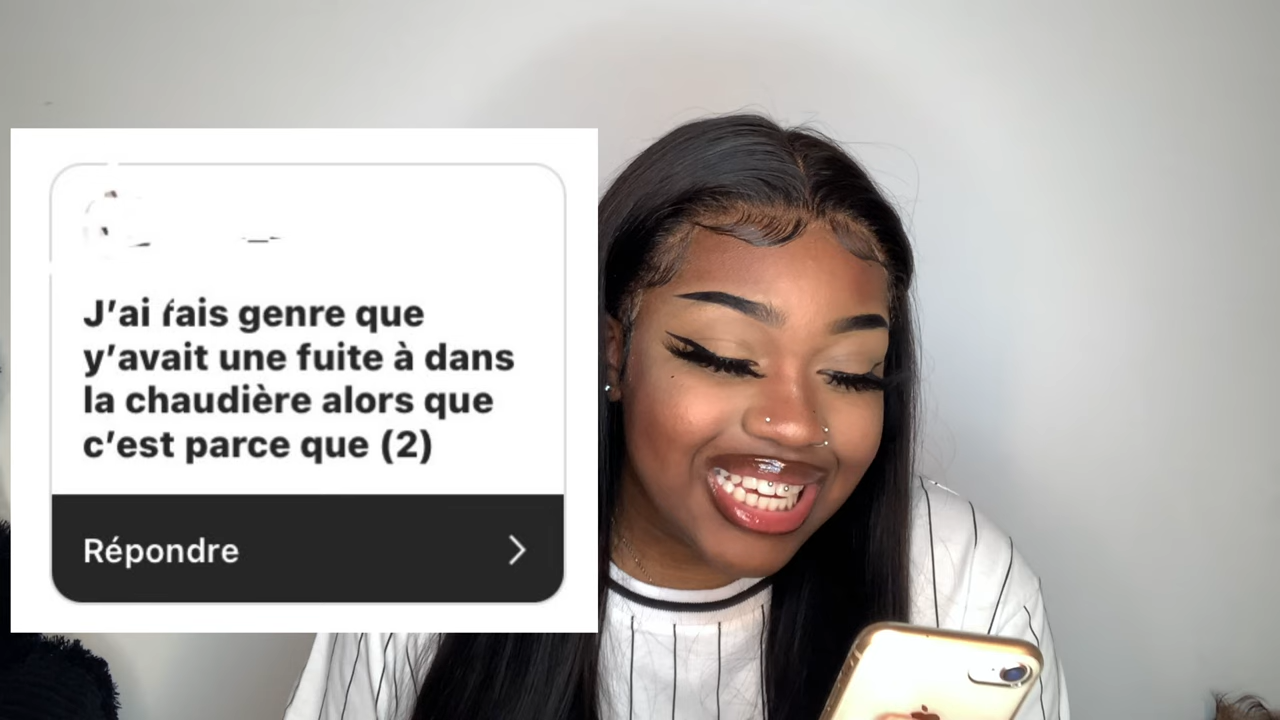 J’ai fais genre que
y’avait une fuite à dans
la chaudière alors que
c’est parce que (2)
Répondre